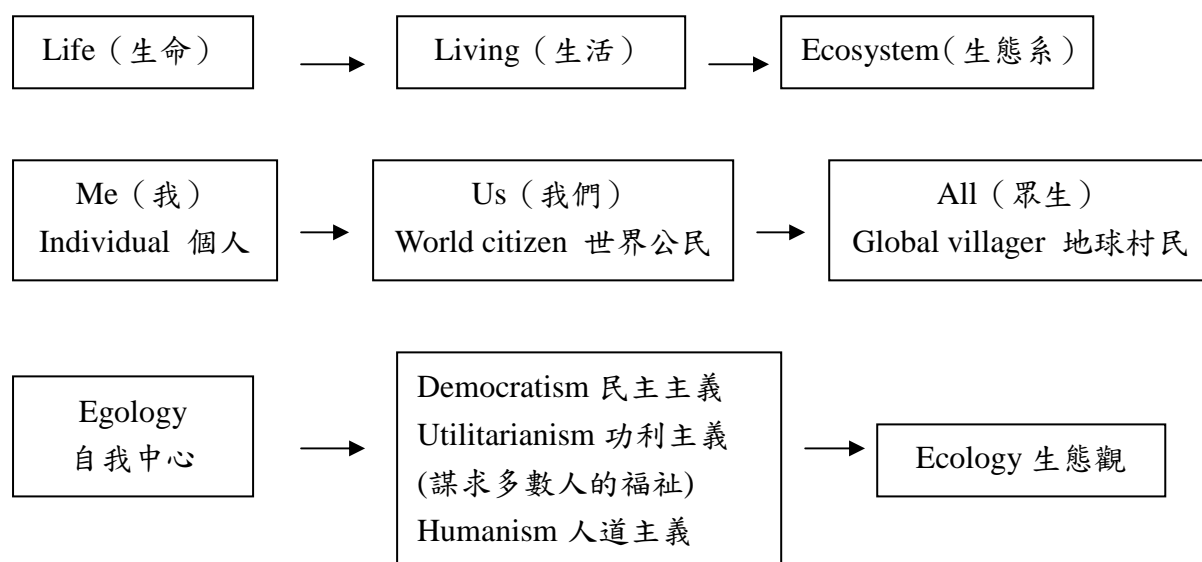 Life（生命）
Living（生活）
Ecosystem（生態系）
Me（我）
Individual 個人
Us（我們）
World citizen 世界公民
All（眾生）
Global villager 地球村民
Egology
自我中心
Democratism 民主主義
Utilitarianism 功利主義
(謀求多數人的福祉)
Humanism 人道主義
Ecology 生態觀